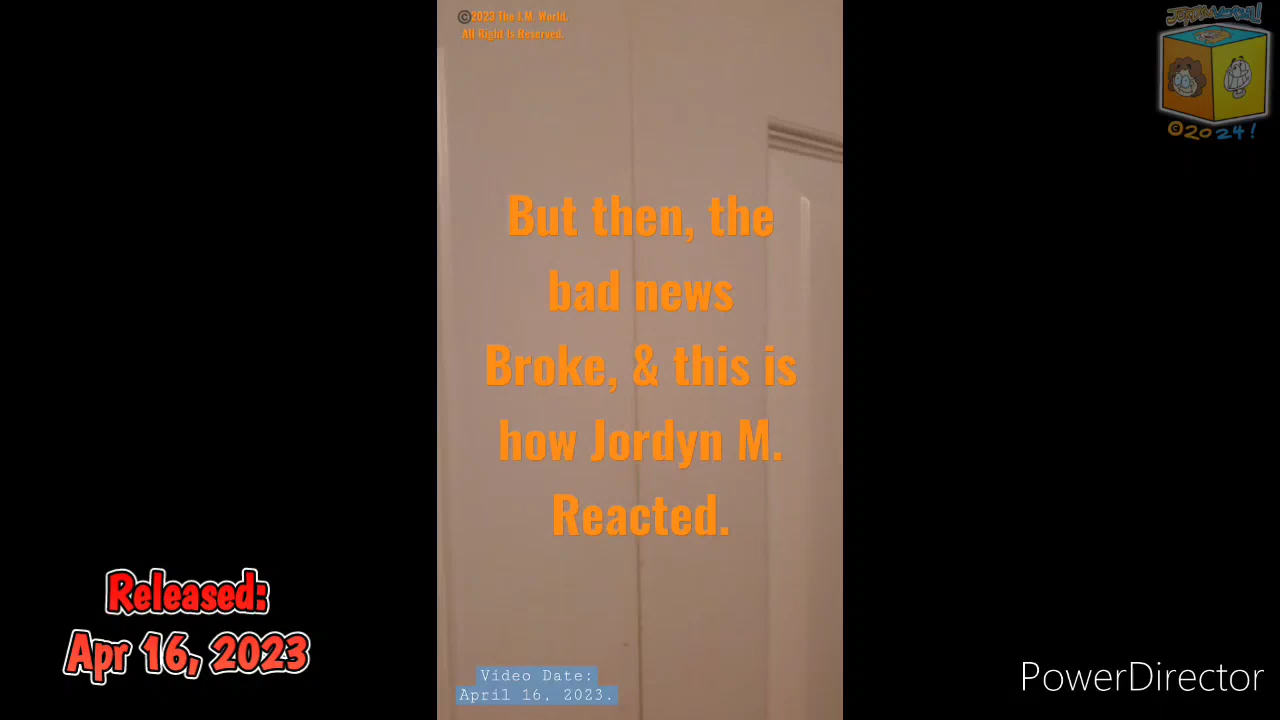 ©2023 The J.M. World.
All Right Is Reserved.
But then, the
bad news
Broke, & this is
how Jordyn M.
Reacted.
Video Date:
April 16, 2023.
Released:
Apr 16, 2023
©2024!
PowerDirector